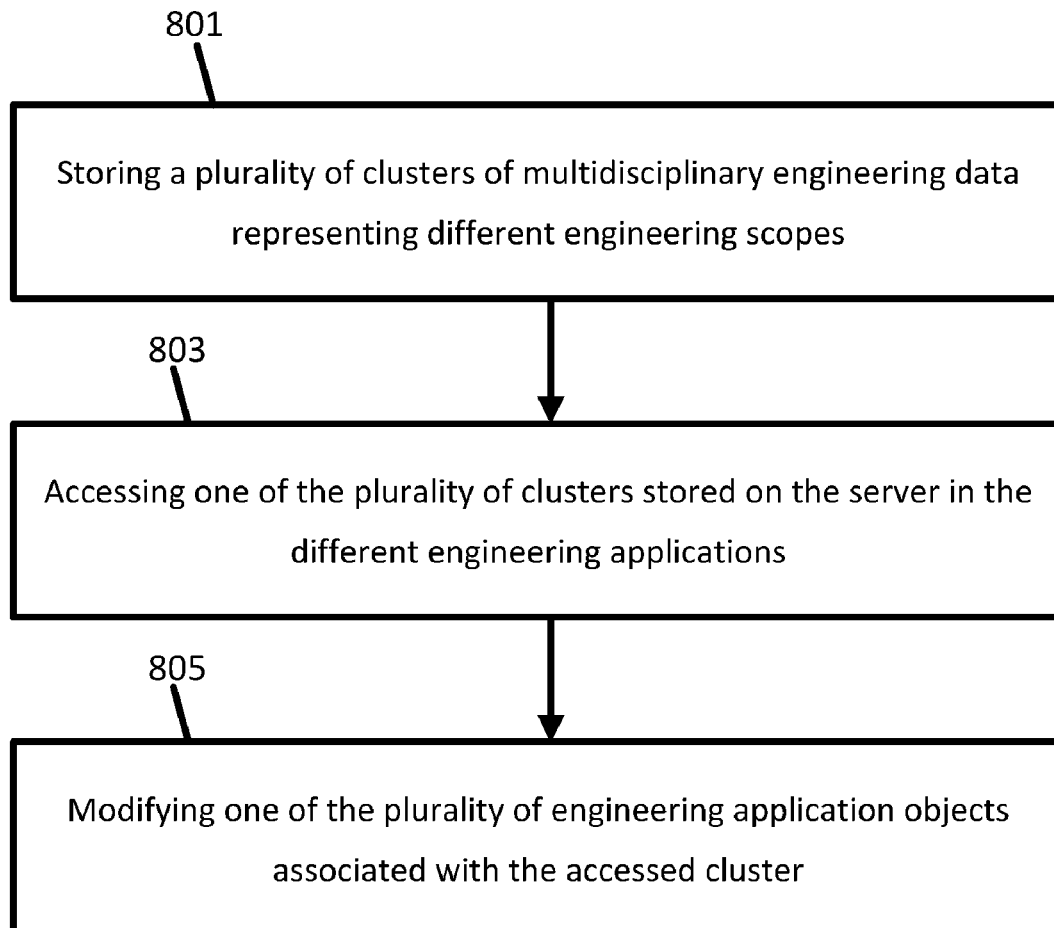 801
Storing a plurality of clusters of multidisciplinary engineering data
representing different engineering scopes
803
Accessing one of the plurality of clusters stored on the server in the
different engineering applications
805
Modifying one of the plurality of engineering application objects
associated with the accessed cluster